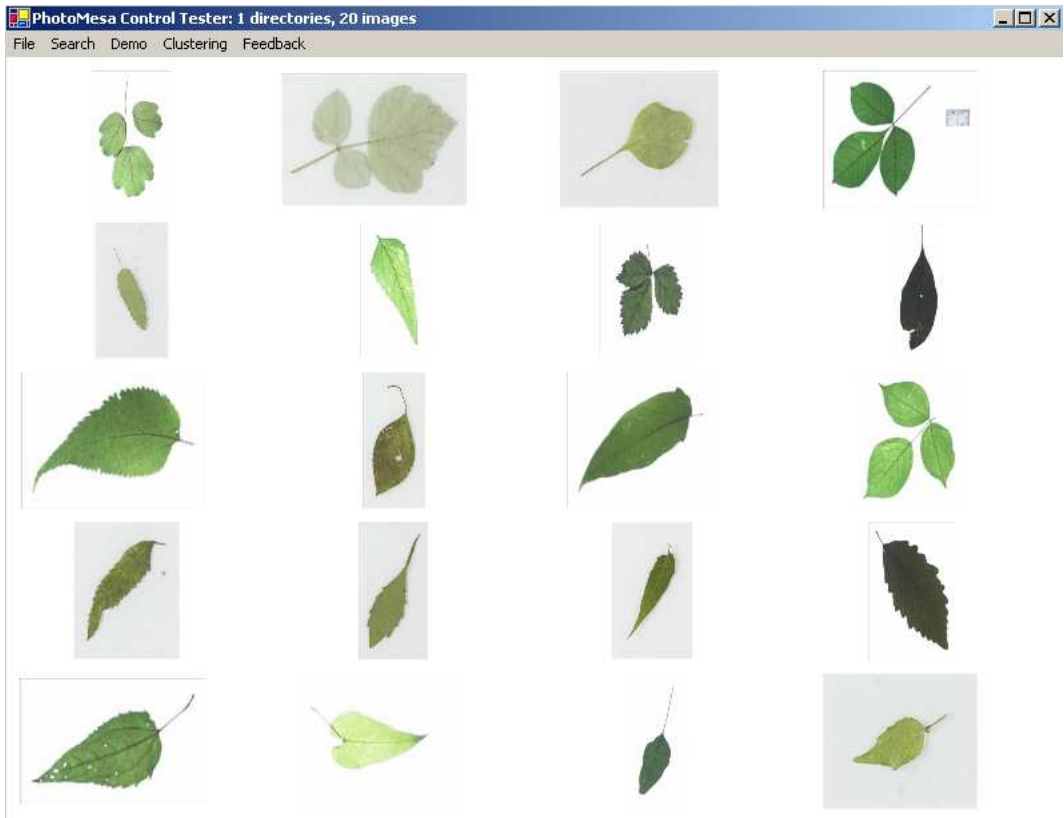 PhotoMesa Control Tester: 1 directories, 20 images
File Search Demo Clustering Feedback